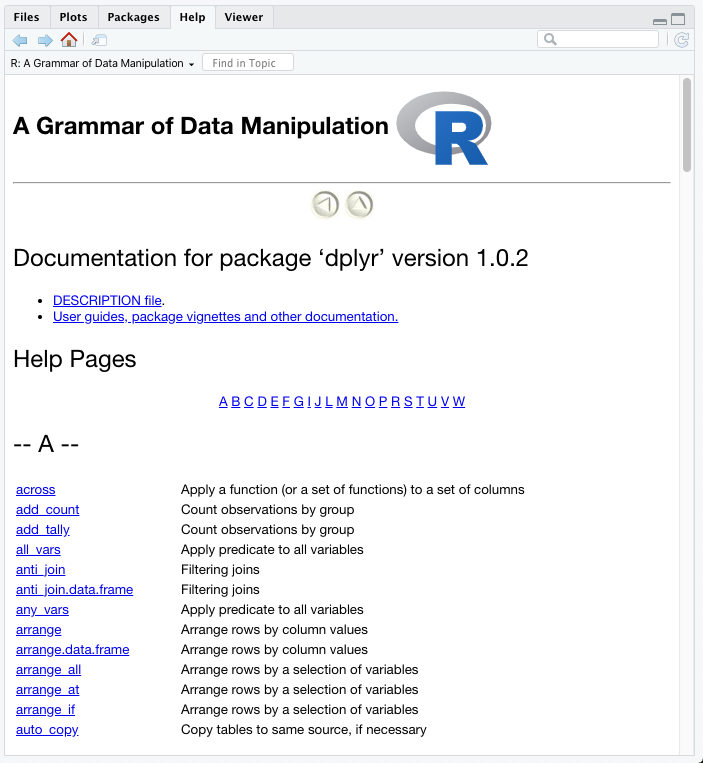 Files Plots Packages Help Viewer
R: A Grammar of Data Manipulation Find in Topic
A Grammar of Data Manipulation R
Documentation for package ‘dplyr’ version 1.0.2
• DESCRIPTION file.
• User guides, package vignettes and other documentation.
Help Pages
A B C D E F G I J L M N O P R S T U V W
-- A --
across Apply a function (or a set of functions) to a set of columns
add_count Count observations by group
add_tally Count observations by group
all_vars Apply predicate to all variables
anti_join Filtering joins
anti_join.data.frame Filtering joins
any_vars Apply predicate to all variables
arrange Arrange rows by column values
arrange.data.frame Arrange rows by column values
arrange_all Arrange rows by a selection of variables
arrange_at Arrange rows by a selection of variables
arrange_if Arrange rows by a selection of variables
auto_copy Copy tables to same source, if necessary